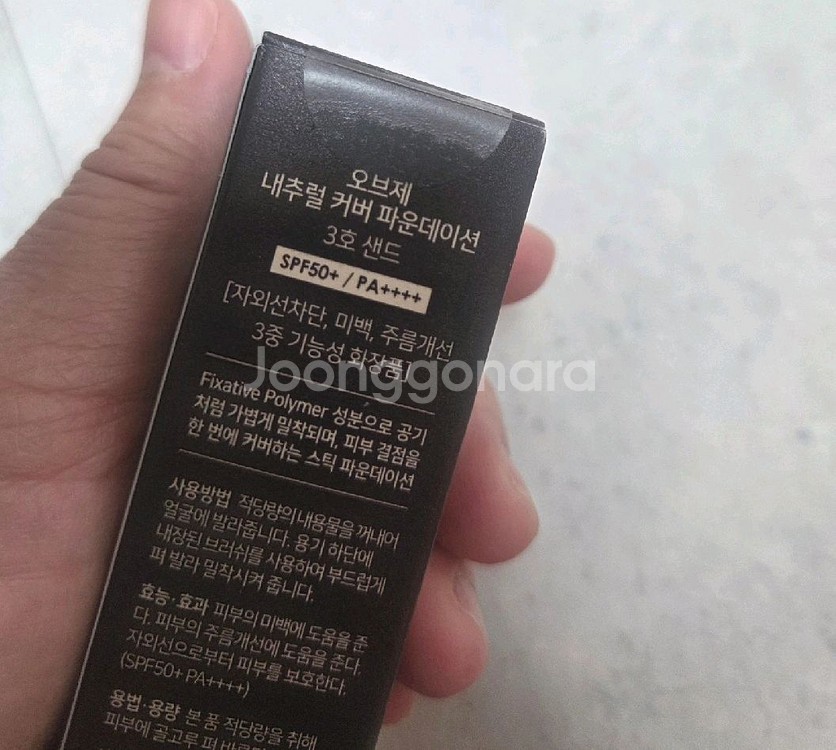 오브제
내추럴 커버 파운데이션
3호 샌드
SPF50+ / PA++++
[자외선차단, 미백, 주름개선
3중 기능성 화장품]
Joonggonara
Fixative Polymer 성분으로 공기
처럼 가볍게 밀착되며, 피부 결점을
한 번에 커버하는 스틱 파운데이션
사용방법 적당량의 내용물을 꺼내어
얼굴에 발라줍니다. 용기 하단에
내장된 브러쉬를 사용하여 부드럽게
펴 발라 밀착시켜 줍니다.
효능·효과 피부의 미백에 도움을 준
다. 피부의 주름개선에 도움을 준다.
자외선으로부터 피부를 보호한다.
(SPF50+ PA++++)
용법·용량 본 품 적당량을 취해
피부에 골고루 펴